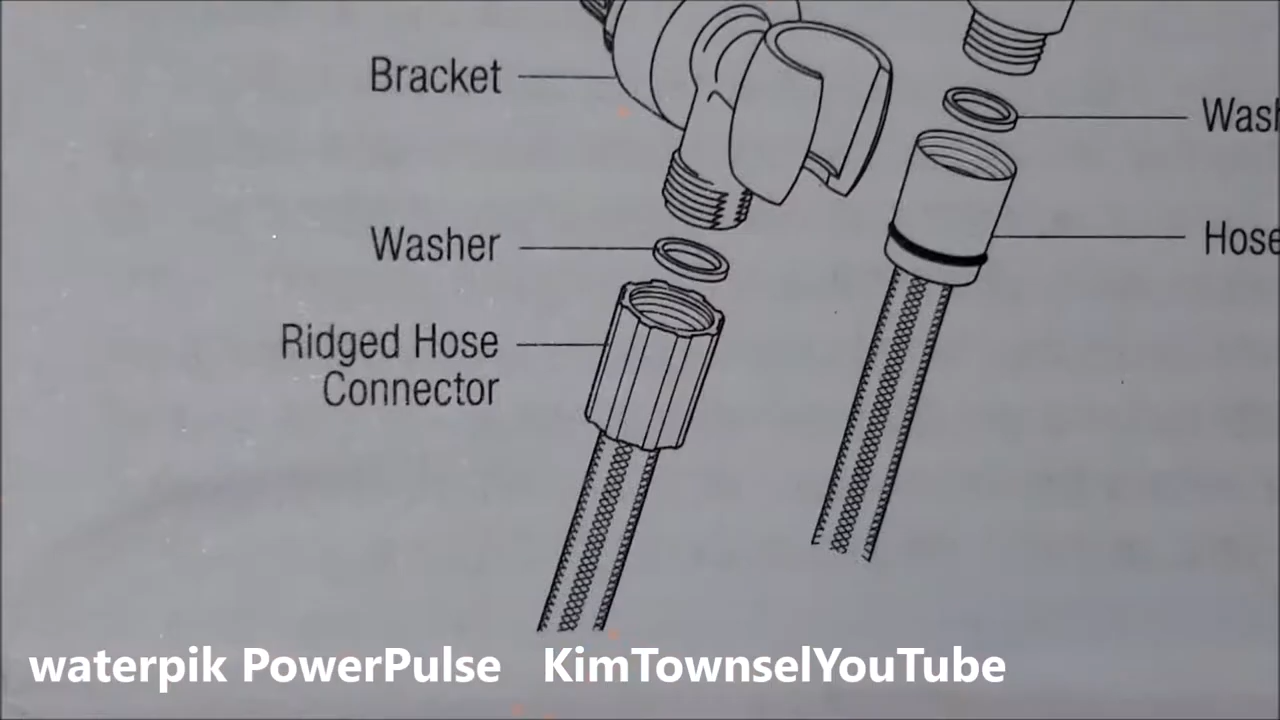 Bracket
Wash
Washer
Hose
Ridged Hose
Connector
waterpik PowerPulse KimTownselYouTube